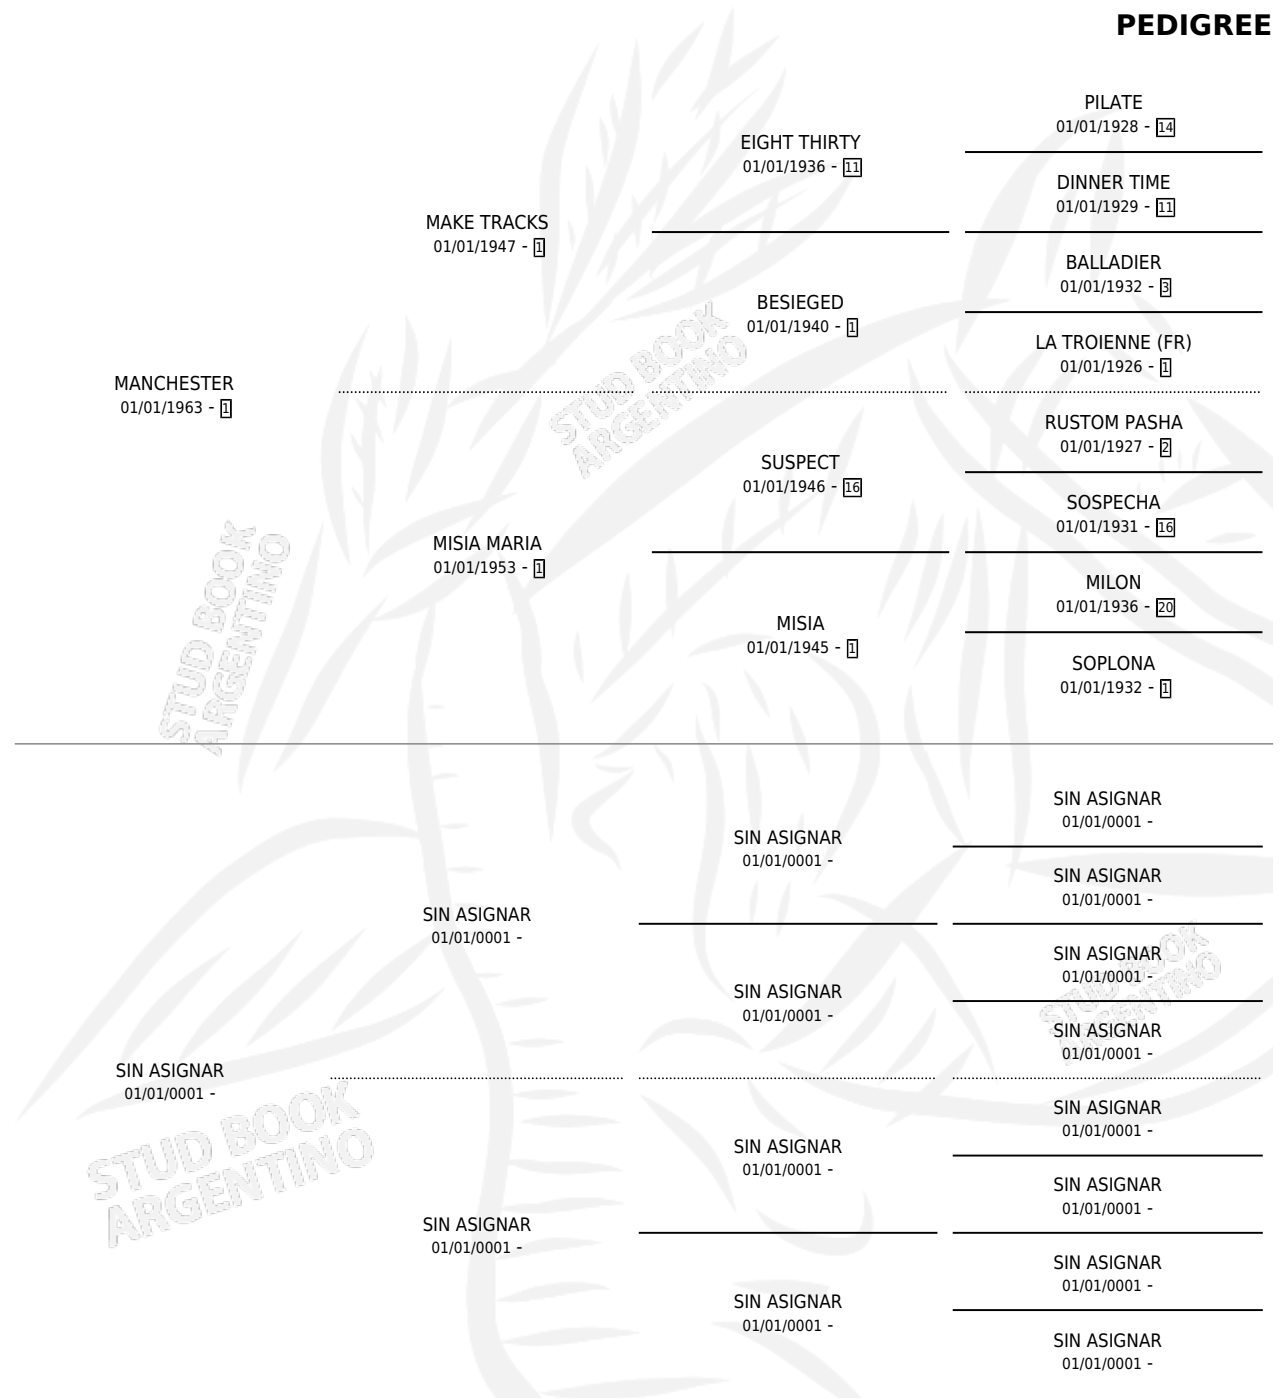 PEDIGREE
PILATE
01/01/1928 - 14
EIGHT THIRTY
01/01/1936 - 11
DINNER TIME
01/01/1929 - 11
MAKE TRACKS
01/01/1947 - 1
BALLADIER
01/01/1932 - 3
BESIEGED
01/01/1940 - 1
LA TROIENNE (FR)
01/01/1926 - 1
MANCHESTER
01/01/1963 - 1
RUSTOM PASHA
01/01/1927 - 2
SUSPECT
01/01/1946 - 16
SOSPECHA
01/01/1931 - 16
MISIA MARIA
01/01/1953 - 1
MILON
01/01/1936 - 20
MISIA
01/01/1945 - 1
SOPLONA
01/01/1932 - 1
STUD BOOK
ARGENTINO
STUD BOOK
ARGENTINO
SIN ASIGNAR
01/01/0001 -
SIN ASIGNAR
01/01/0001 -
SIN ASIGNAR
01/01/0001 -
SIN ASIGNAR
01/01/0001 -
SIN ASIGNAR
01/01/0001 -
SIN ASIGNAR
01/01/0001 -
SIN ASIGNAR
01/01/0001 -
SIN ASIGNAR
01/01/0001 -
SIN ASIGNAR
01/01/0001 -
SIN ASIGNAR
01/01/0001 -
SIN ASIGNAR
01/01/0001 -
SIN ASIGNAR
01/01/0001 -
SIN ASIGNAR
01/01/0001 -
SIN ASIGNAR
01/01/0001 -
SIN ASIGNAR
01/01/0001 -
STUD BOOK
ARGENTINO
STUD BOOK
ARGENTINO